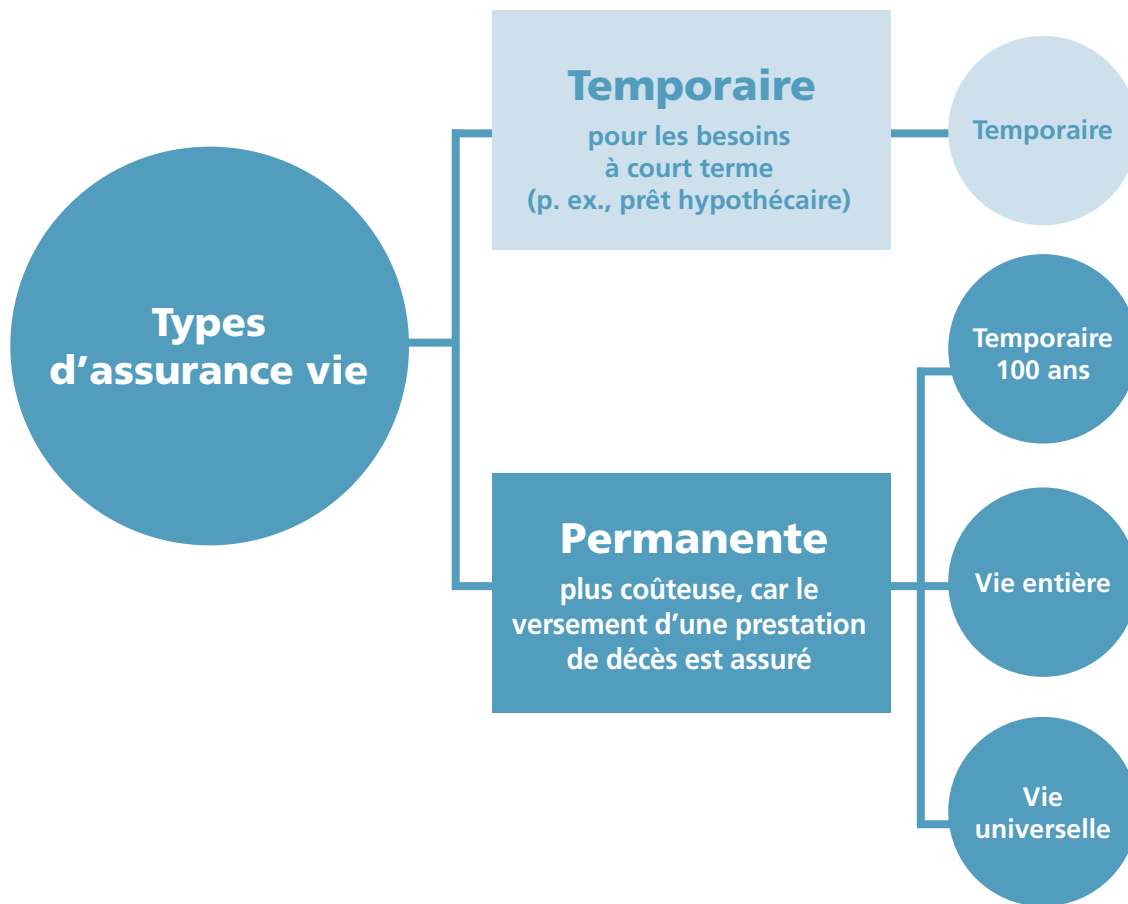 Types
d’assurance vie
Temporaire
pour les besoins
à court terme
(p. ex., prêt hypothécaire)
Temporaire
Permanente
plus coûteuse, car le
versement d’une prestation
de décès est assuré
Temporaire
100 ans
Vie entière
Vie
universelle